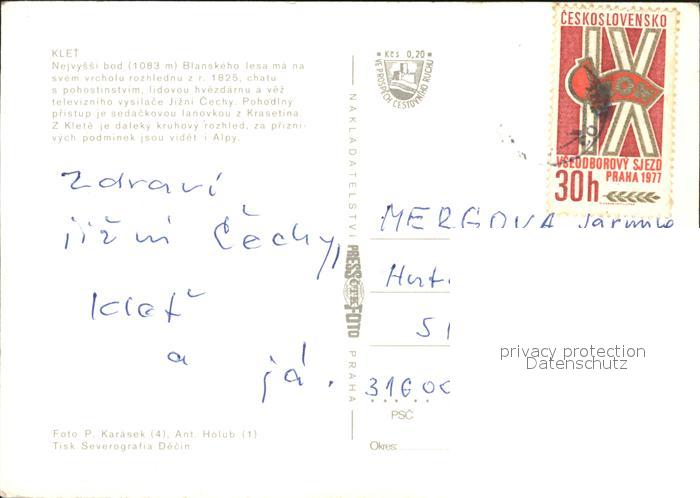 KLEŤ
Nejvyšší bod (1083 m) Blanského lesa má na
svém vrcholu rozhlednu z r. 1825, chatu
s pohostinstvím, lidovou hvězdárnu a věž
televizního vysílače Jižní Čechy. Pohodlný
přístup je sedačkovou lanovkou z Krasetína.
Z Kletě je daleký kruhový rozhled, za přízni-
vých podmínek jsou vidět i Alpy.
Zdraví
jižní Čechy,
Kleť
a
já.
Foto P. Karásek (4), Ant. Holub (1)
Tisk Severografia Děčín.
NAKLADATELSTVÍ PRESSFOTO PRAHA
ČTK
Kčs 0,20
VE PROSPĚCH CESTOVNÍHO RUCHU
ČESKOSLOVENSKO
IX
ROH
VŠEODBOROVÝ SJEZD
PRAHA 1977
30h
MERGOVA Jarmila
316 00
PSČ
Okres:
privacy protection
Datenschutz